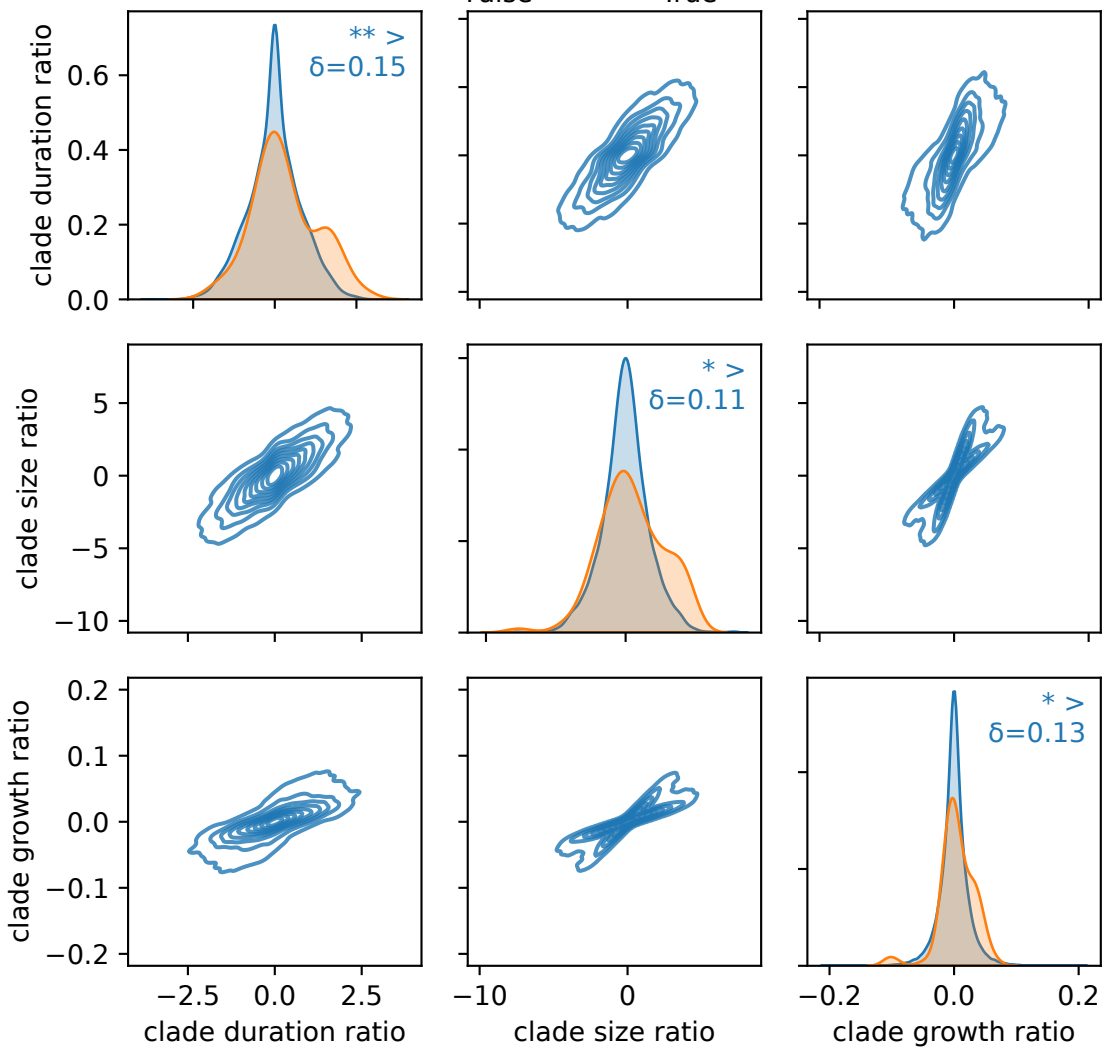 False True
clade duration ratio
0.6
0.4
0.2
0.0
** >
δ=0.15
clade size ratio
5
0
−5
−10
* >
δ=0.11
clade growth ratio
0.2
0.1
0.0
−0.1
−0.2
* >
δ=0.13
−2.5 0.0 2.5
−10 0
−0.2 0.0 0.2
clade duration ratio
clade size ratio
clade growth ratio